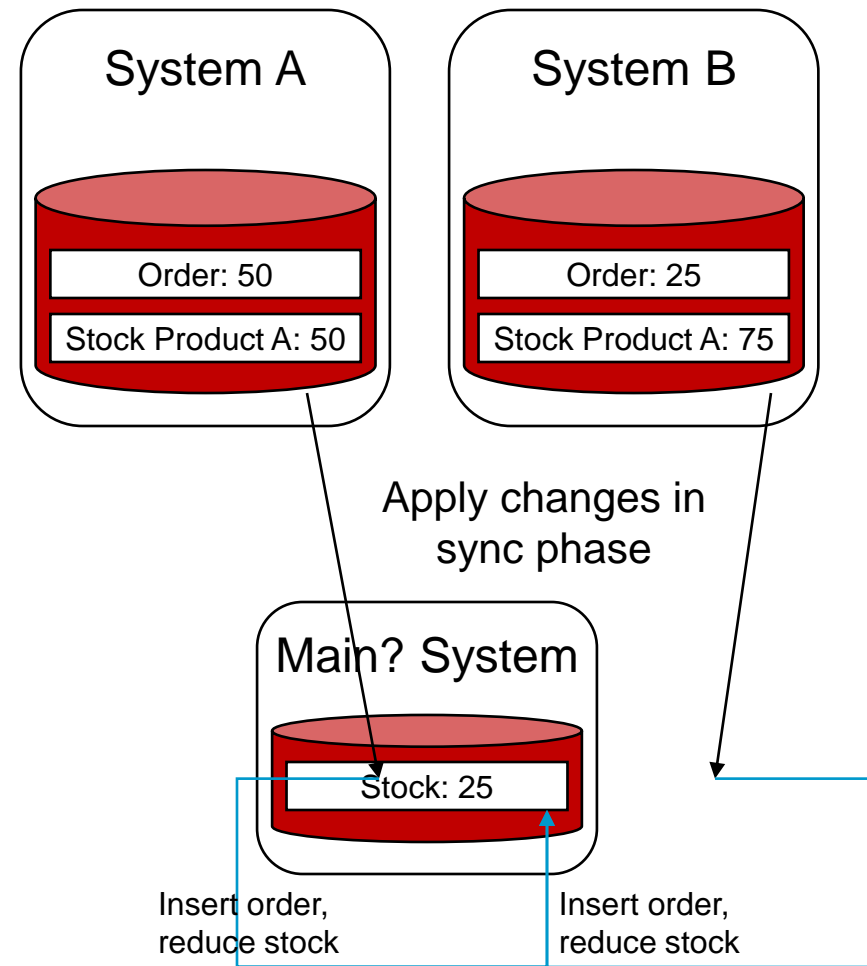 System A
System B
Order: 50
Stock Product A: 50
Order: 25
Stock Product A: 75
Apply changes in
sync phase
Main? System
Stock: 25
Insert order,
reduce stock
Insert order,
reduce stock